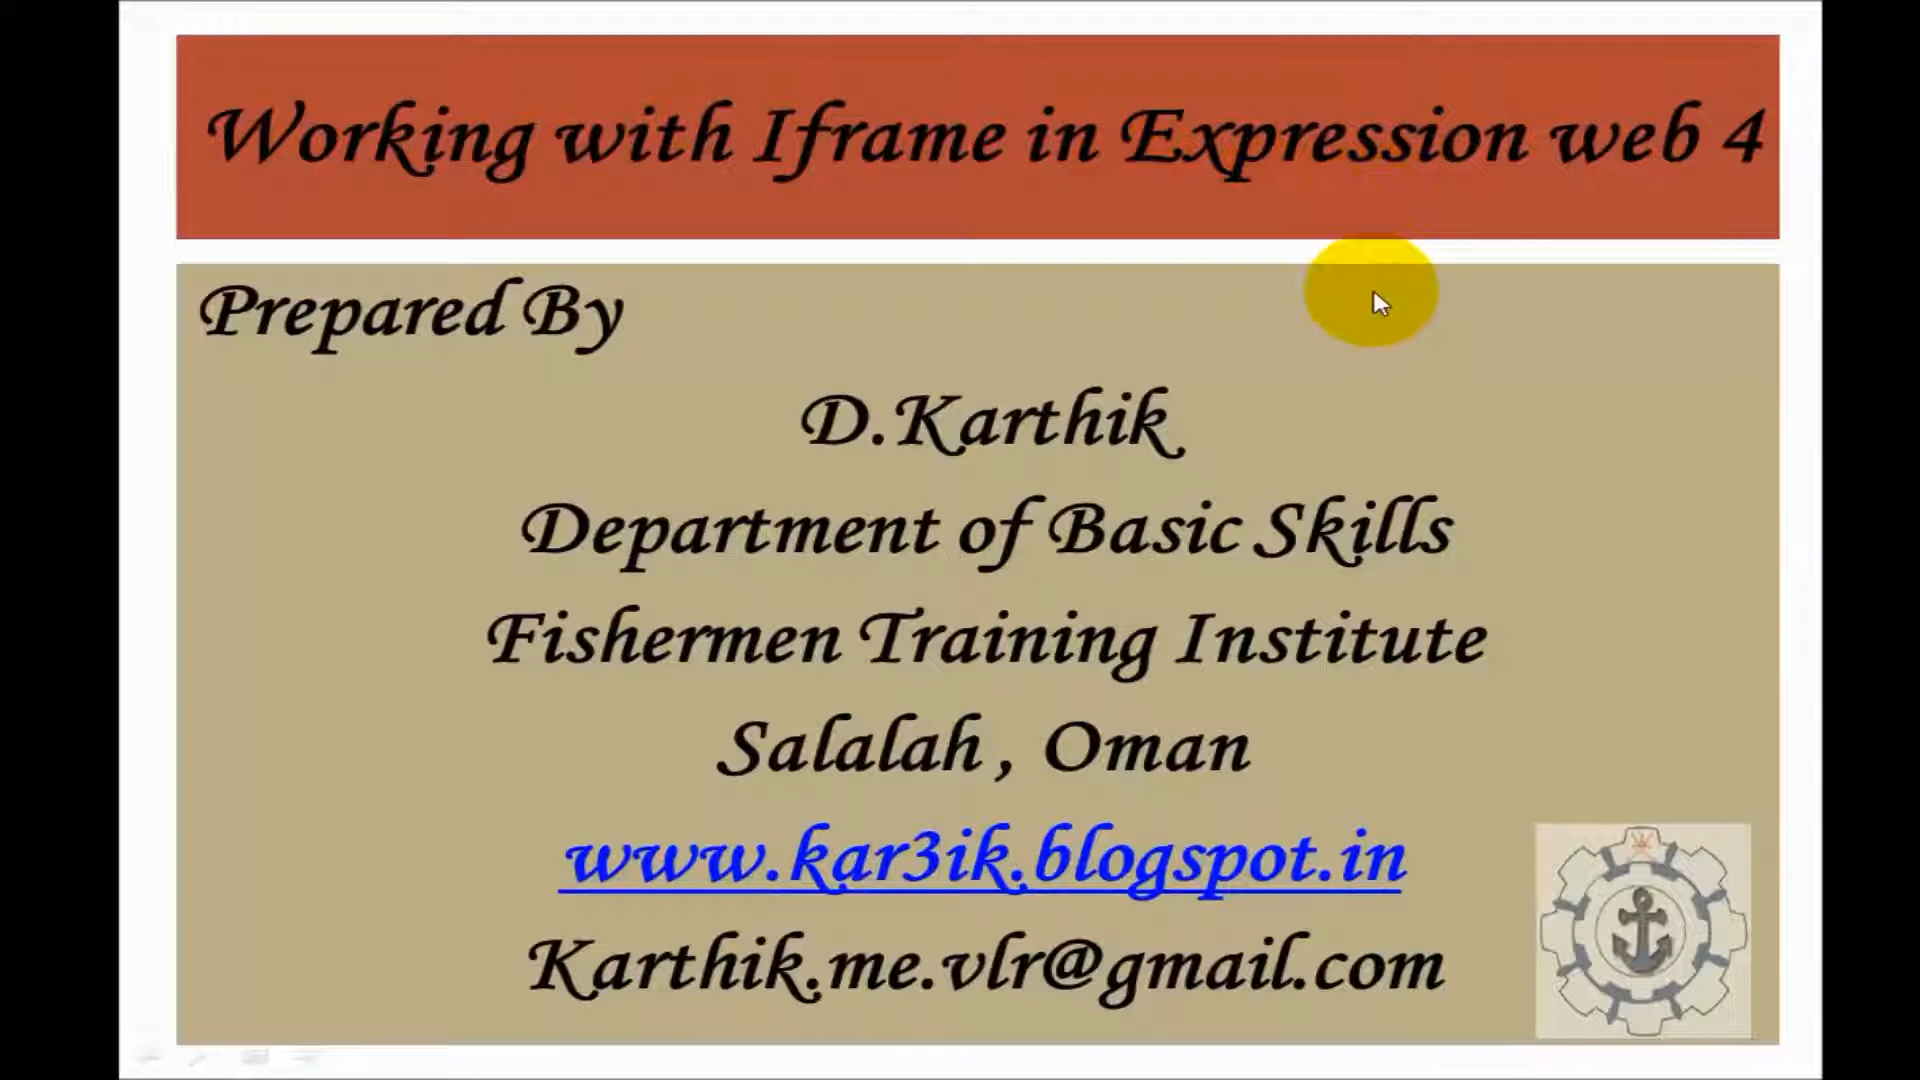 Working with Iframe in Expression web 4
Prepared By
D.Karthik
Department of Basic Skills
Fishermen Training Institute
Salalah , Oman
www.kar3ik.blogspot.in
Karthik.me.vlr@gmail.com